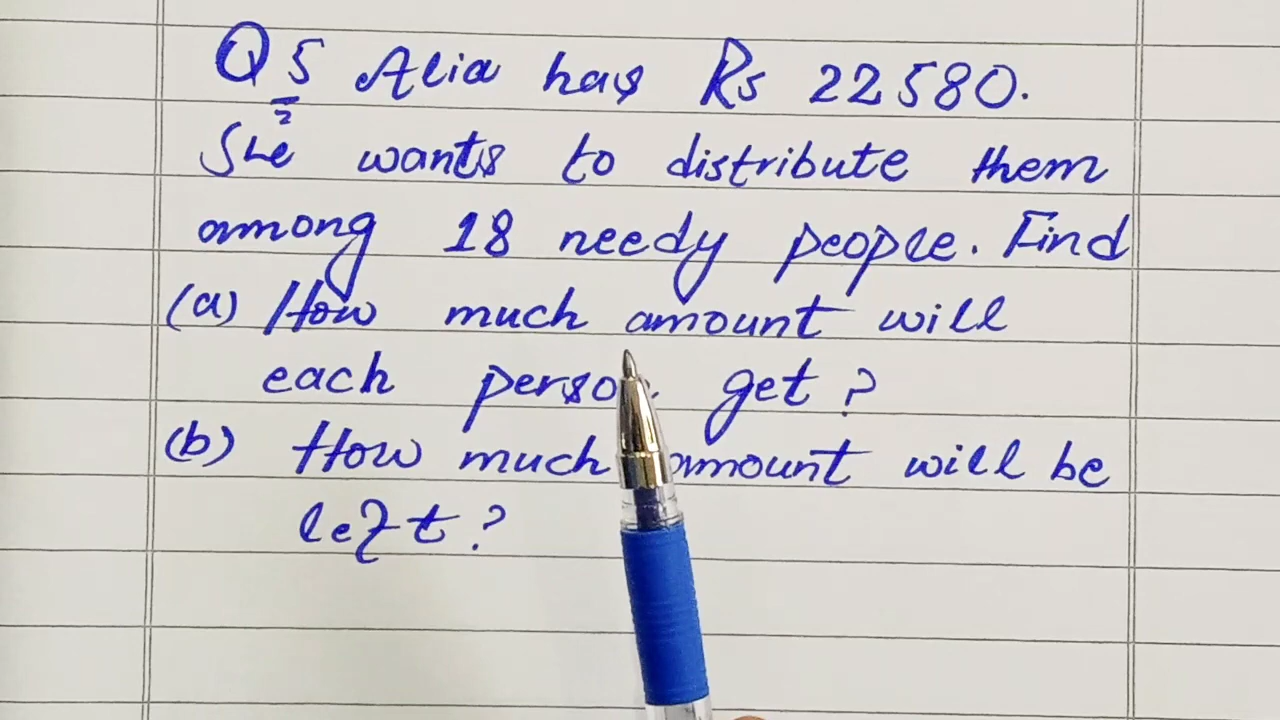 Q5 Alia has Rs 22580.
She wants to distribute them
among 18 needy people. Find
(a) How much amount will
each person get?
(b) How much amount will be
left?